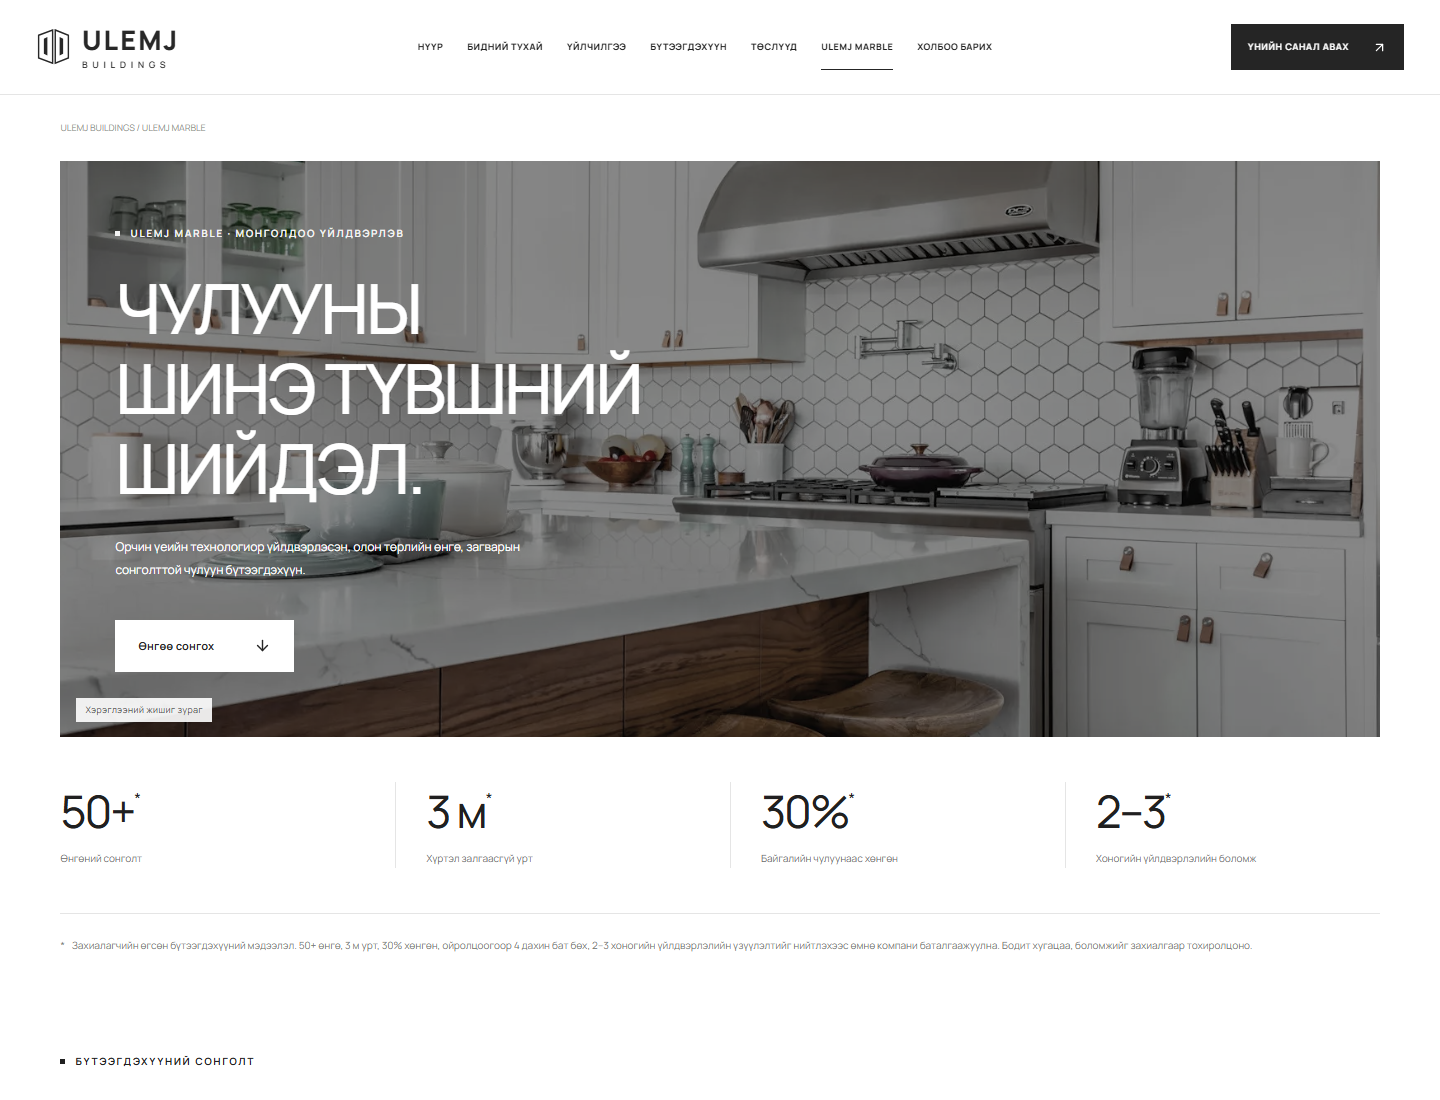 ULEMJ
BUILDINGS
НҮҮР
БИДНИЙ ТУХАЙ
ҮЙЛЧИЛГЭЭ
БҮТЭЭГДЭХҮҮН
ТӨСЛҮҮД
ULEMJ MARBLE
ХОЛБОО БАРИХ
ҮНИЙН САНАЛ АВАХ
ULEMJ BUILDINGS / ULEMJ MARBLE
ULEMJ MARBLE · МОНГОЛДОО ҮЙЛДВЭРЛЭВ
ЧУЛУУНЫ
ШИНЭ ТҮВШНИЙ
ШИЙДЭЛ.
Орчин үеийн технологиор үйлдвэрлэсэн, олон төрлийн өнгө, загварын
сонголттой чулуун бүтээгдэхүүн.
Өнгөө сонгох
Хэрэглээний жишиг зураг
50+*
Өнгөний сонголт
3 м*
Хүртэл залгаасгүй урт
30%*
Байгалийн чулуунаас хөнгөн
2–3*
Хоногийн үйлдвэрлэлийн боломж
* Захиалагчийн өгсөн бүтээгдэхүүний мэдээлэл. 50+ өнгө, 3 м урт, 30% хөнгөн, ойролцоогоор 4 дахин бат бөх, 2–3 хоногийн үйлдвэрлэлийн үзүүлэлтийг нийтлэхээс өмнө компани баталгаажуулна. Бодит хугацаа, боломжийг захиалгаар тохиролцоно.
БҮТЭЭГДЭХҮҮНИЙ СОНГОЛТ